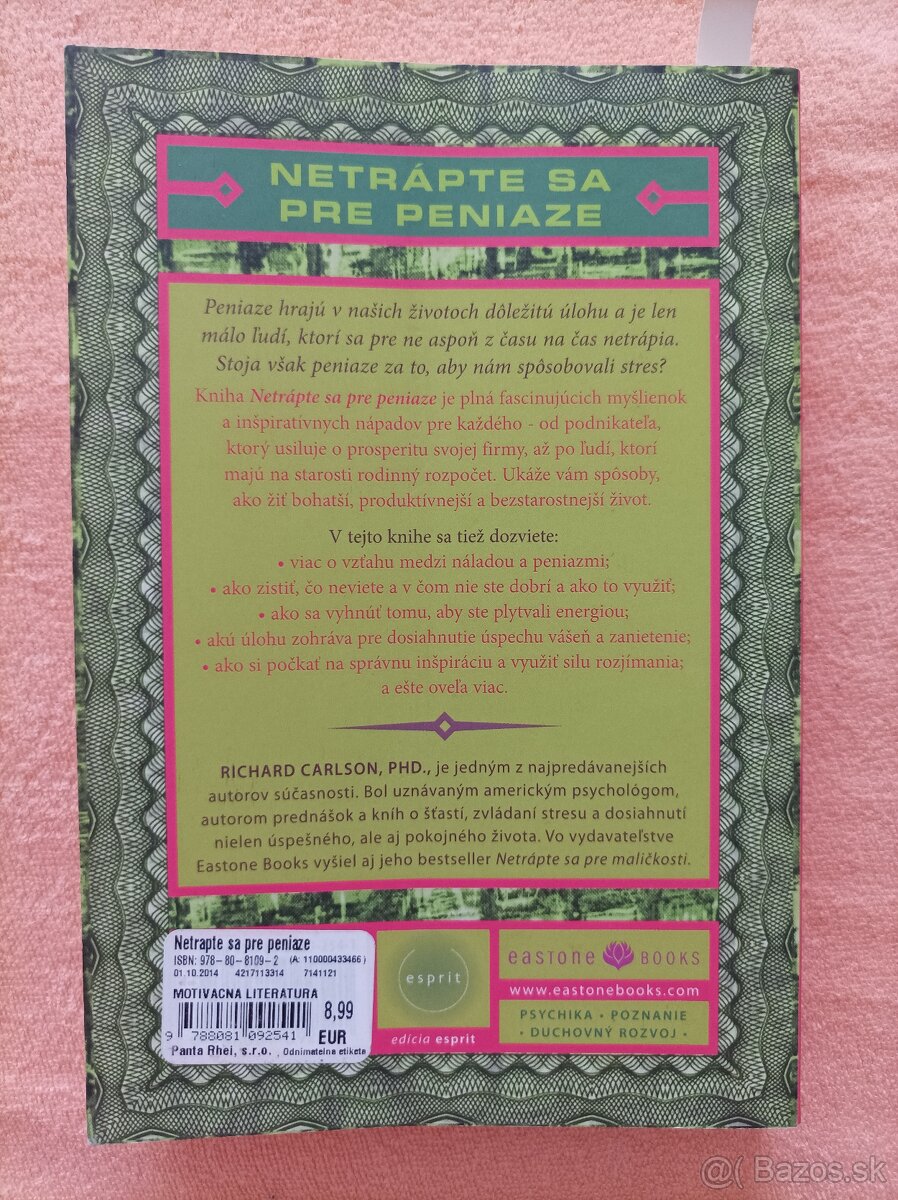 NETRÁPTE SA
PRE PENIAZE
Peniaze hrajú v našich životoch dôležitú úlohu a je len
málo ľudí, ktorí sa pre ne aspoň z času na čas netrápia.
Stoja však peniaze za to, aby nám spôsobovali stres?
Kniha Netrápte sa pre peniaze je plná fascinujúcich myšlienok
a inšpiratívnych nápadov pre každého - od podnikateľa,
ktorý usiluje o prosperitu svojej firmy, až po ľudí, ktorí
majú na starosti rodinný rozpočet. Ukáže vám spôsoby,
ako žiť bohatší, produktívnejší a bezstarostnejší život.
V tejto knihe sa tiež dozviete:
• viac o vzťahu medzi náladou a peniazmi;
• ako zistiť, čo neviete a v čom nie ste dobrí a ako to využiť;
• ako sa vyhnúť tomu, aby ste plytvali energiou;
• akú úlohu zohráva pre dosiahnutie úspechu vášeň a zanietenie;
• ako si počkať na správnu inšpiráciu a využiť silu rozjímania;
a ešte oveľa viac.
RICHARD CARLSON, PHD., je jedným z najpredávanejších
autorov súčasnosti. Bol uznávaným americkým psychológom,
autorom prednášok a kníh o šťastí, zvládaní stresu a dosiahnutí
nielen úspešného, ale aj pokojného života. Vo vydavateľstve
Eastone Books vyšiel aj jeho bestseller Netrápte sa pre maličkosti.
Netrapte sa pre peniaze
ISBN: 978-80-8109-2 (A: 110000433466)
01.10.2014 4217113314 7141121
MOTIVACNA LITERATURA
8,99
EUR
9 788081 092541
Panta Rhei, s.r.o. , Odnimatelna etiketa
esprit
edícia esprit
eastone BOOKS
www.eastonebooks.com
PSYCHIKA • POZNANIE
• DUCHOVNÝ ROZVOJ •
@( Bazos.sk